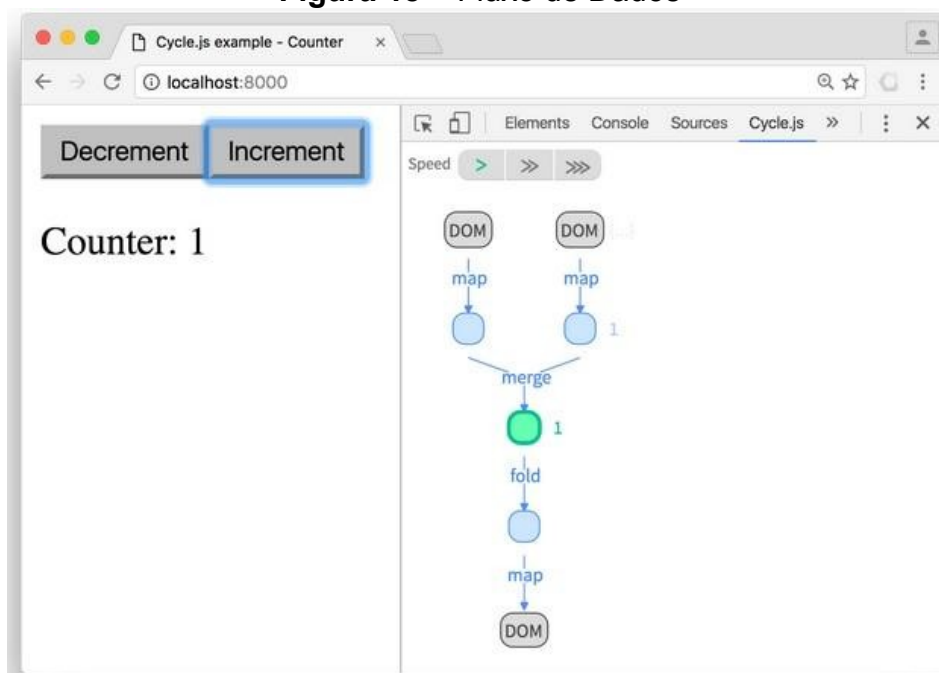 Cycle.js example - Counter ×
localhost:8000
Decrement Increment
Counter: 1
Elements Console Sources Cycle.js »
Speed > >> >>>
DOM DOM
map map
1
merge
1
fold
map
DOM